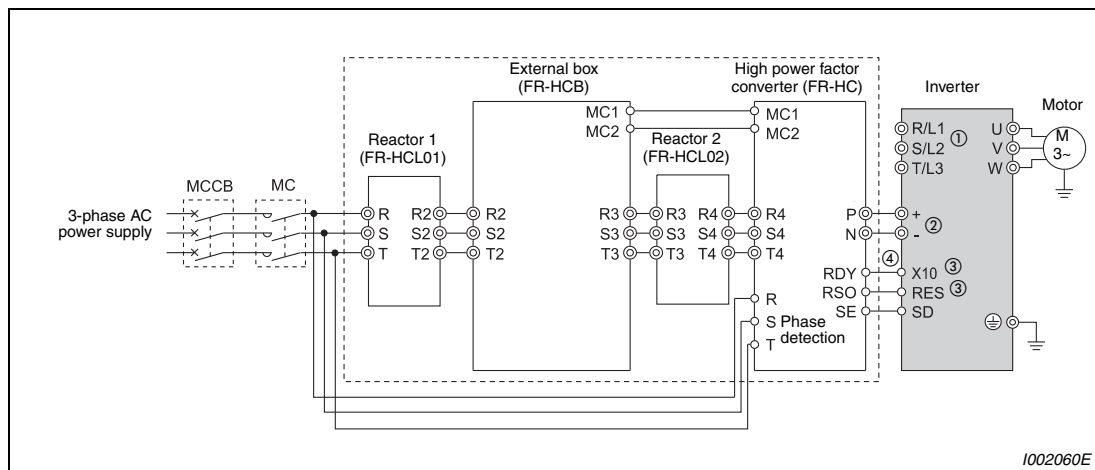 External box
(FR-HCB)
High power factor
converter (FR-HC)
Inverter
Motor
MC1
MC2
MC1
MC2
Reactor 1
(FR-HCL01)
Reactor 2
(FR-HCL02)
R/L1
S/L2
T/L3
①
U
V
W
M
3~
MCCB
MC
3-phase AC
power supply
R
S
T
R2
S2
T2
R2
S2
T2
R3
S3
T3
R3
S3
T3
R4
S4
T4
R4
S4
T4
P
N
+
-
②
④
RDY
RSO
SE
X10 ③
RES ③
SD
R
S
T
Phase
detection
I002060E